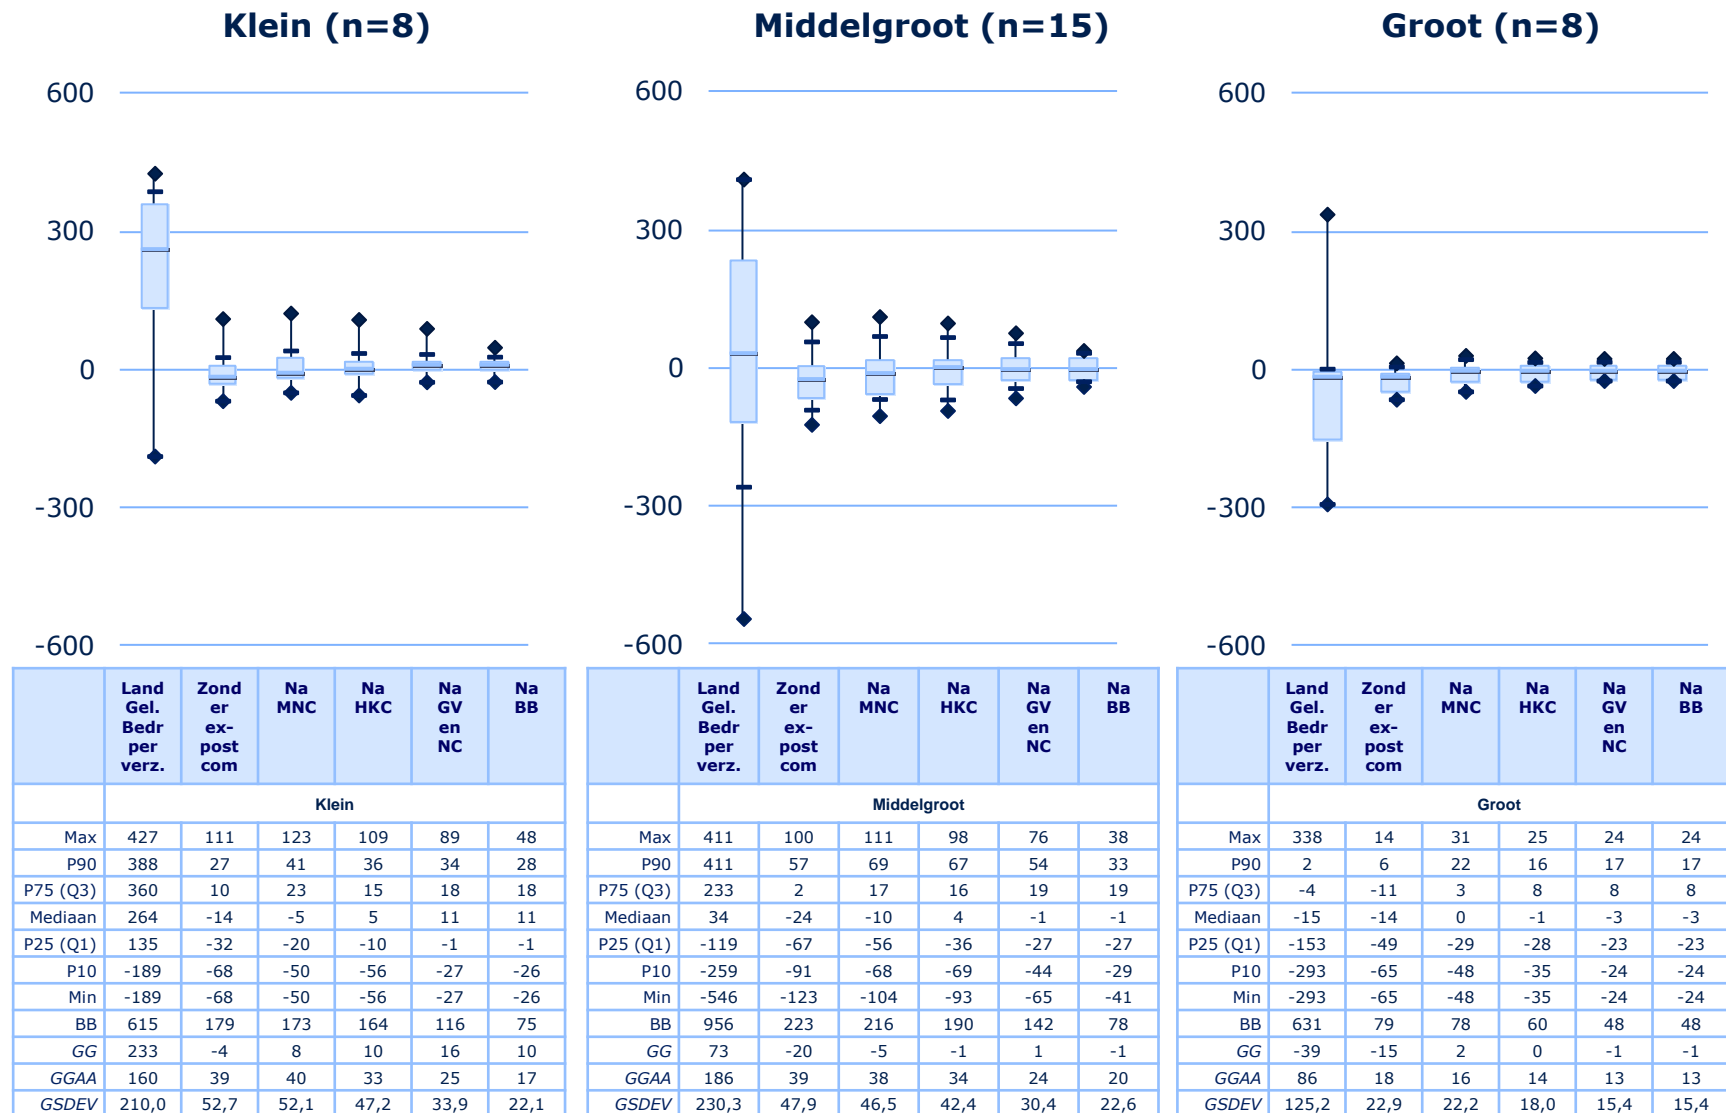 Klein (n=8)
600
300
0
-300
-600
Land Gel. Bedr per verz. Zond er ex- post com Na MNC Na HKC Na GV en NC Na BB
Klein
Max 427 111 123 109 89 48
P90 388 27 41 36 34 28
P75 (Q3) 360 10 23 15 18 18
Mediaan 264 -14 -5 5 11 11
P25 (Q1) 135 -32 -20 -10 -1 -1
P10 -189 -68 -50 -56 -27 -26
Min -189 -68 -50 -56 -27 -26
BB 615 179 173 164 116 75
GG 233 -4 8 10 16 10
GGAA 160 39 40 33 25 17
GSDEV 210,0 52,7 52,1 47,2 33,9 22,1
Middelgroot (n=15)
600
300
0
-300
-600
Land Gel. Bedr per verz. Zond er ex- post com Na MNC Na HKC Na GV en NC Na BB
Middelgroot
Max 411 100 111 98 76 38
P90 411 57 69 67 54 33
P75 (Q3) 233 2 17 16 19 19
Mediaan 34 -24 -10 4 -1 -1
P25 (Q1) -119 -67 -56 -36 -27 -27
P10 -259 -91 -68 -69 -44 -29
Min -546 -123 -104 -93 -65 -41
BB 956 223 216 190 142 78
GG 73 -20 -5 -1 1 -1
GGAA 186 39 38 34 24 20
GSDEV 230,3 47,9 46,5 42,4 30,4 22,6
Groot (n=8)
600
300
0
-300
-600
Land Gel. Bedr per verz. Zond er ex- post com Na MNC Na HKC Na GV en NC Na BB
Groot
Max 338 14 31 25 24 24
P90 2 6 22 16 17 17
P75 (Q3) -4 -11 3 8 8 8
Mediaan -15 -14 0 -1 -3 -3
P25 (Q1) -153 -49 -29 -28 -23 -23
P10 -293 -65 -48 -35 -24 -24
Min -293 -65 -48 -35 -24 -24
BB 631 79 78 60 48 48
GG -39 -15 2 0 -1 -1
GGAA 86 18 16 14 13 13
GSDEV 125,2 22,9 22,2 18,0 15,4 15,4